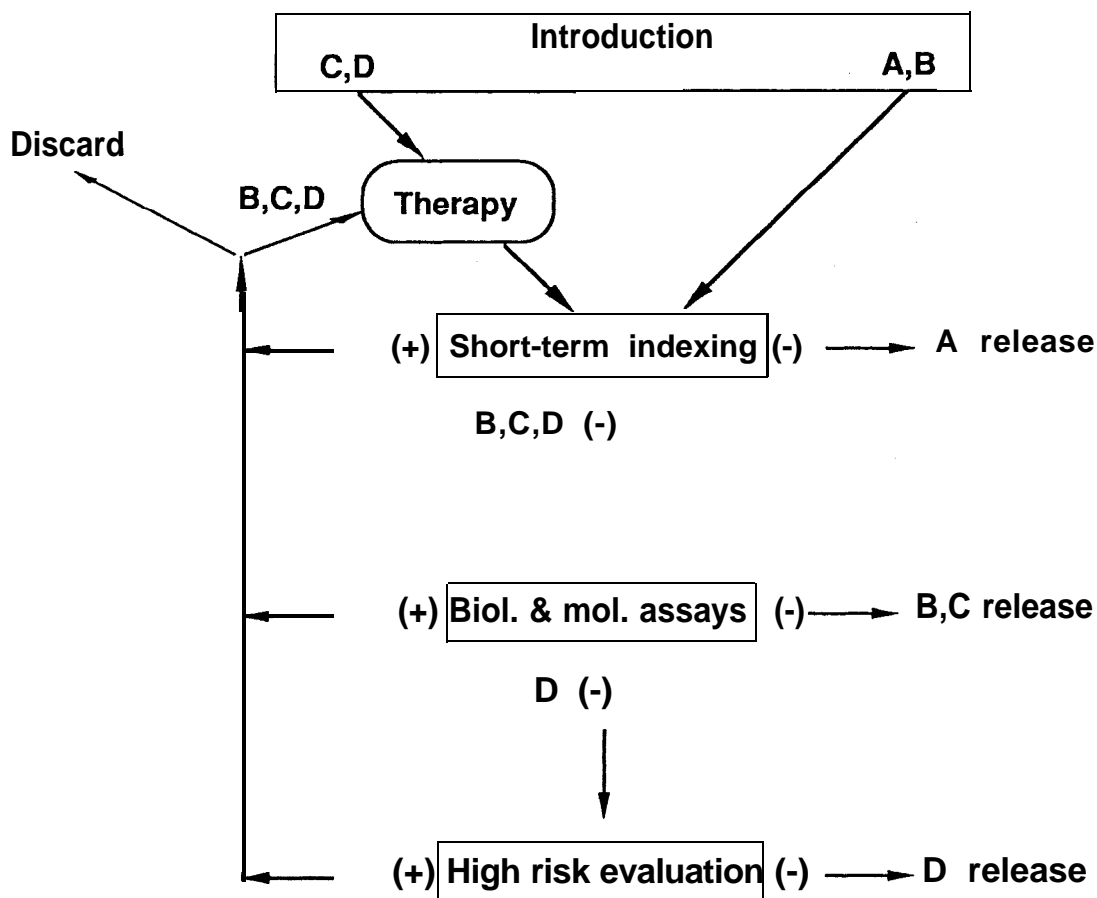 Introduction
C,D A,B
Discard
B,C,D
Therapy
(+) Short-term indexing (-) A release
B,C,D (-)
(+) Biol. & mol. assays (-) B,C release
D (-)
(+) High risk evaluation (-) D release